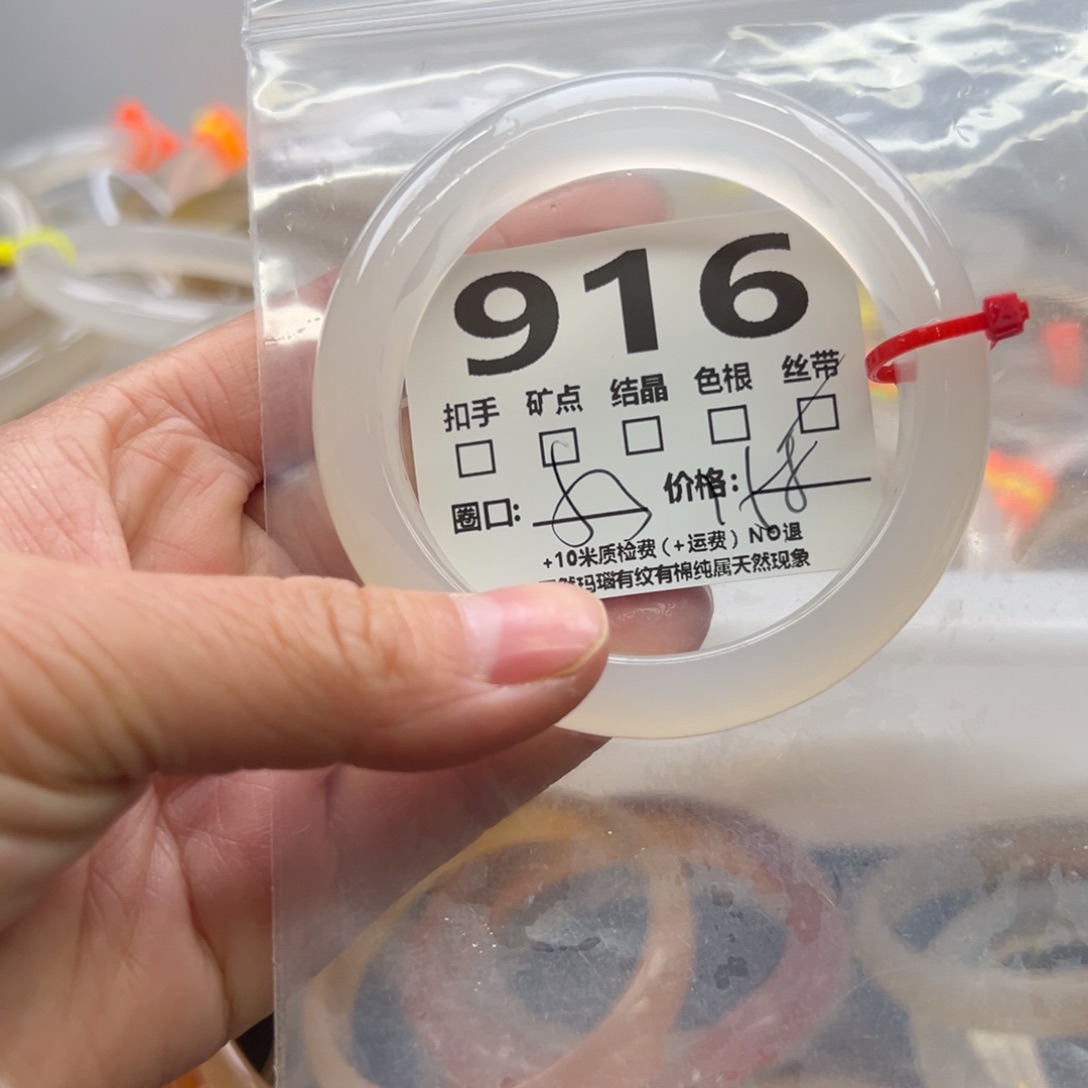 916
扣手 矿点 结晶 色根 丝带
圈口: 价格:
+10米质检费(+运费) NO退
玛瑙有纹有棉纯属天然现象